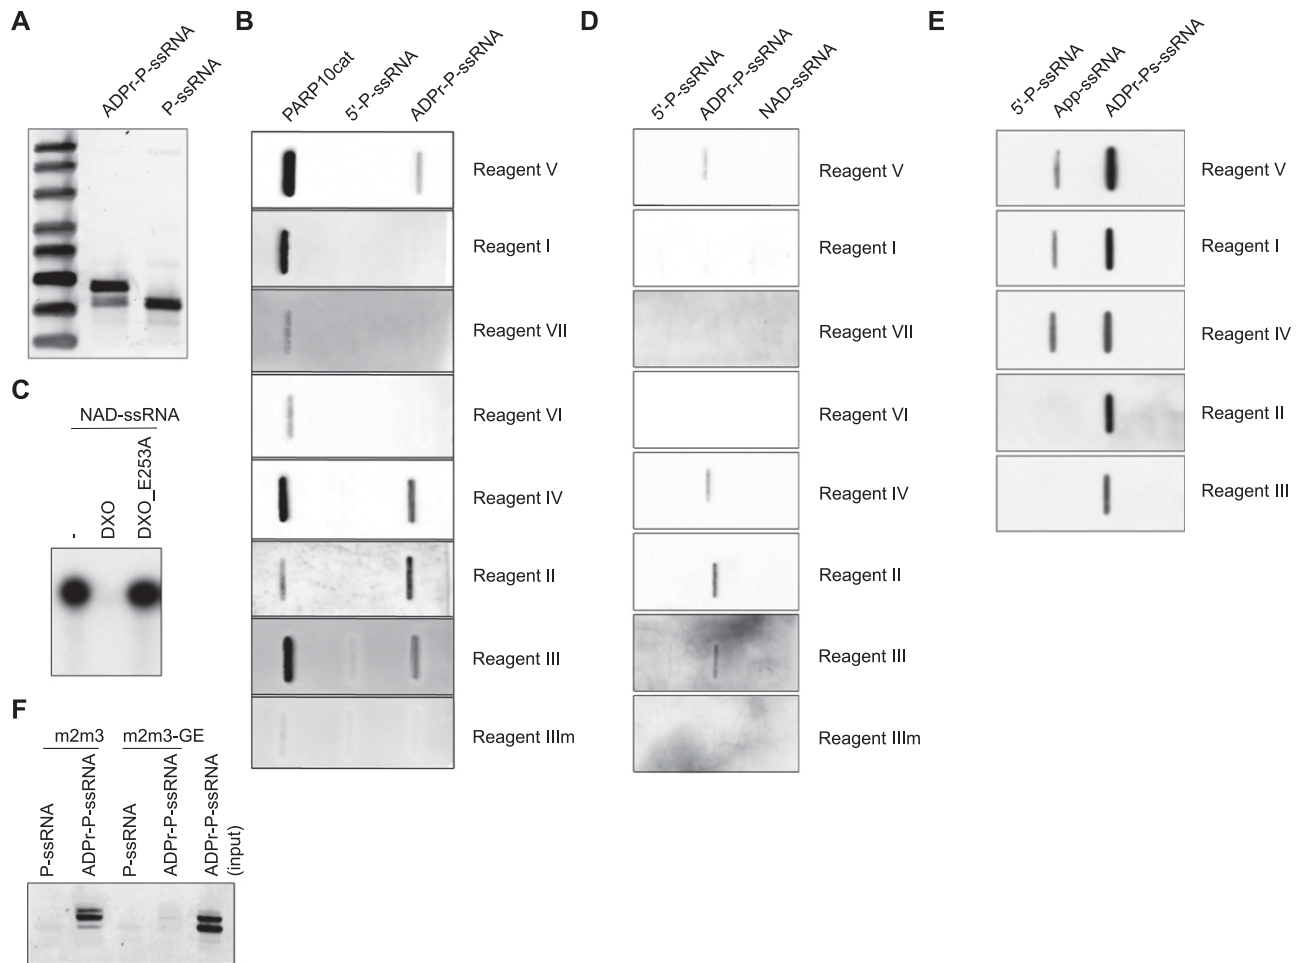 A
ADPr-P-ssRNA
P-ssRNA
B
PARP10cat
5'-P-ssRNA
ADPr-P-ssRNA
Reagent V
Reagent I
Reagent VII
Reagent VI
Reagent IV
Reagent II
Reagent III
Reagent IIIm
C
NAD-ssRNA
-
DXO
DXO_E253A
D
5'-P-ssRNA
ADPr-P-ssRNA
NAD-ssRNA
Reagent V
Reagent I
Reagent VII
Reagent VI
Reagent IV
Reagent II
Reagent III
Reagent IIIm
E
5'-P-ssRNA
App-ssRNA
ADPr-Ps-ssRNA
Reagent V
Reagent I
Reagent IV
Reagent II
Reagent III
F
m2m3
m2m3-GE
P-ssRNA
ADPr-P-ssRNA
P-ssRNA
ADPr-P-ssRNA
ADPr-P-ssRNA
(input)